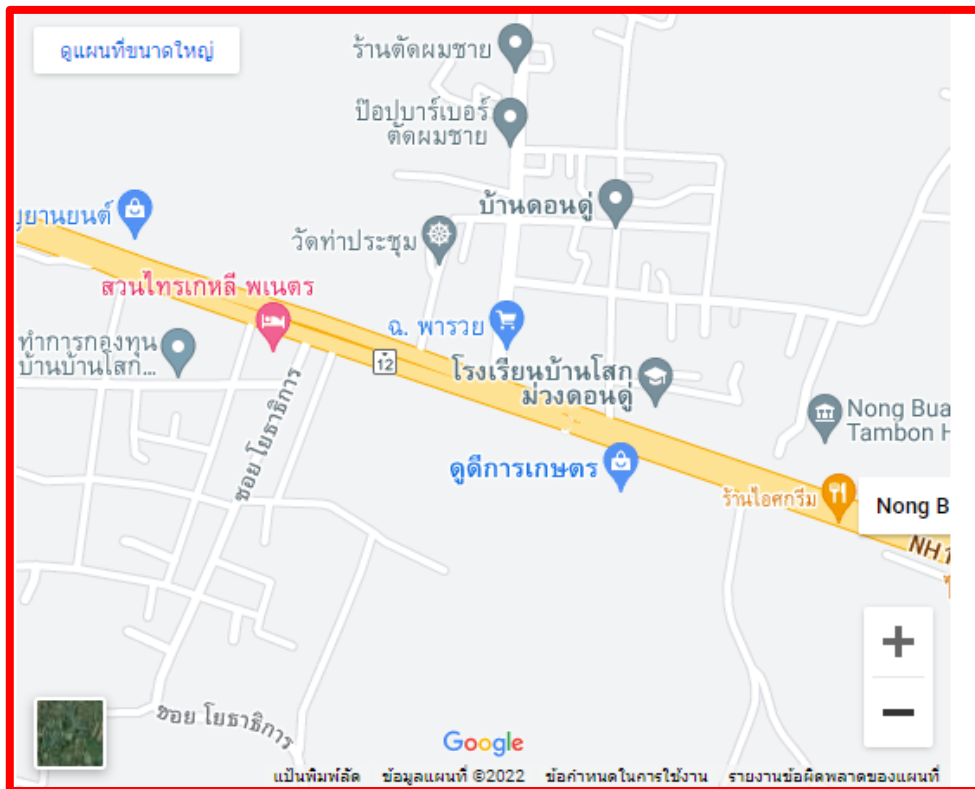 ดูแผนที่ขนาดใหญ่
ร้านตัดผมชาย
ป๊อปบาร์เบอร์
ตัดผมชาย
บ้านดอนดู่
ญยานยนต์
วัดท่าประชุม
สวนไทรเกหลี พเนตร
ฉ. พารวย
ทำการกองทุน
บ้านบ้านโสก...
12
โรงเรียนบ้านโสก
ม่วงดอนดู่
ซอย โยธาธิการ
Nong Bua
Tambon H
ดูดีการเกษตร
ร้านไอศกรีม
Nong B
NH1
+
−
ซอย โยธาธิการ
Google
แป้นพิมพ์ลัด ข้อมูลแผนที่ ©2022 ข้อกำหนดในการใช้งาน รายงานข้อผิดพลาดของแผนที่